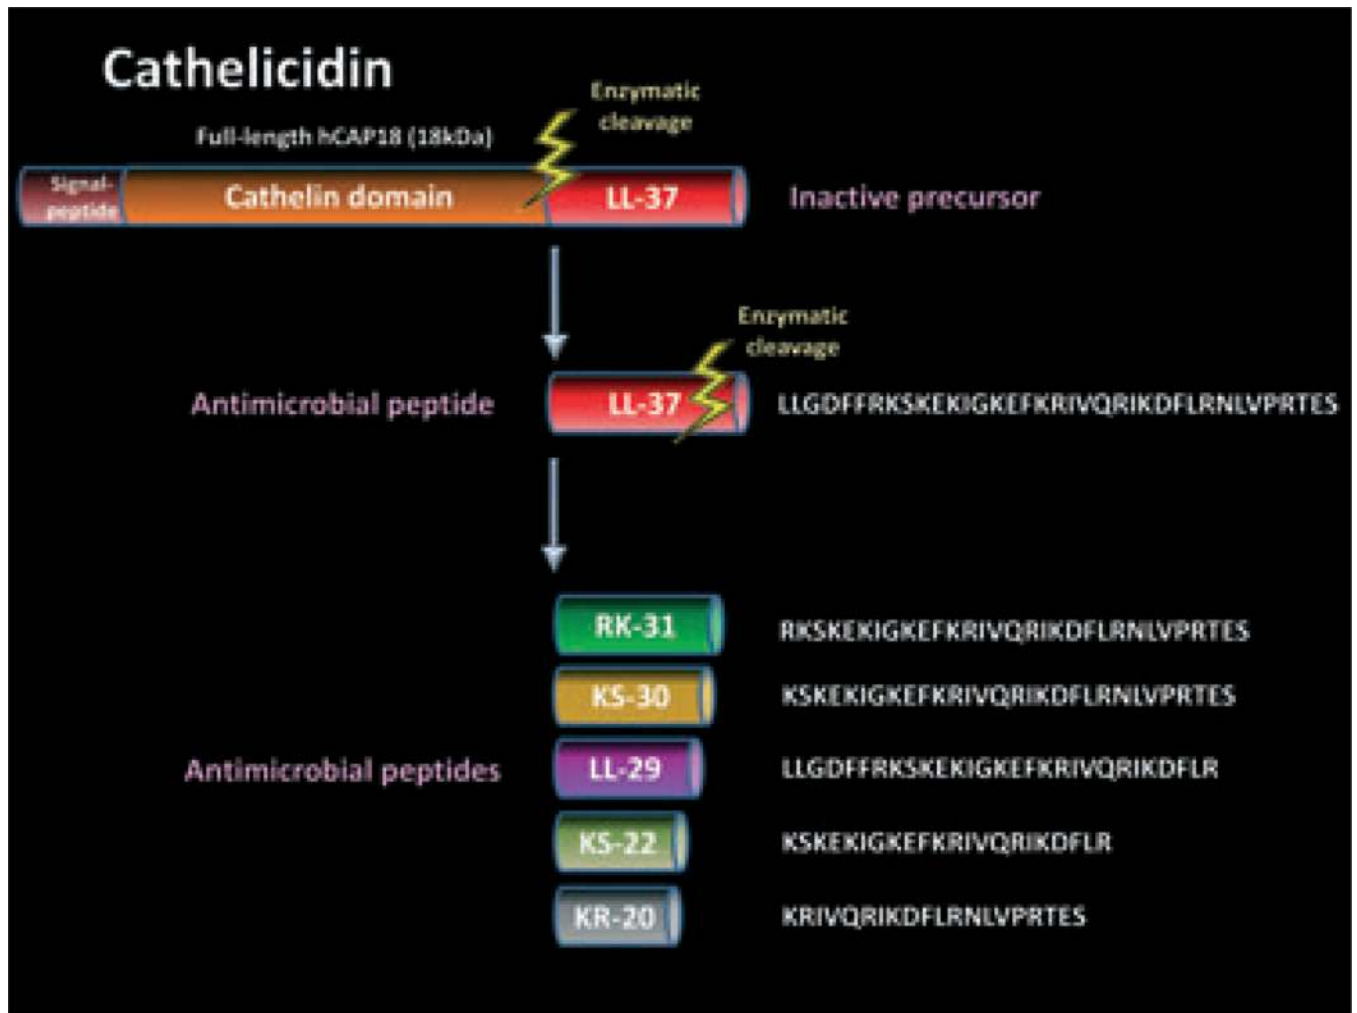 Cathelicidin
Enzymatic
cleavage
Full-length hCAP18 (18kDa)
Signal-
peptide
Cathelin domain
LL-37
Inactive precursor
Enzymatic
cleavage
Antimicrobial peptide
LL-37
LLGDFFRKSKEKIGKEFKRIVQRIKDFLRNLVPRTES
RK-31
RKSKEKIGKEFKRIVQRIKDFLRNLVPRTES
KS-30
KSKEKIGKEFKRIVQRIKDFLRNLVPRTES
Antimicrobial peptides
LL-29
LLGDFFRKSKEKIGKEFKRIVQRIKDFLR
KS-22
KSKEKIGKEFKRIVQRIKDFLR
KR-20
KRIVQRIKDFLRNLVPRTES